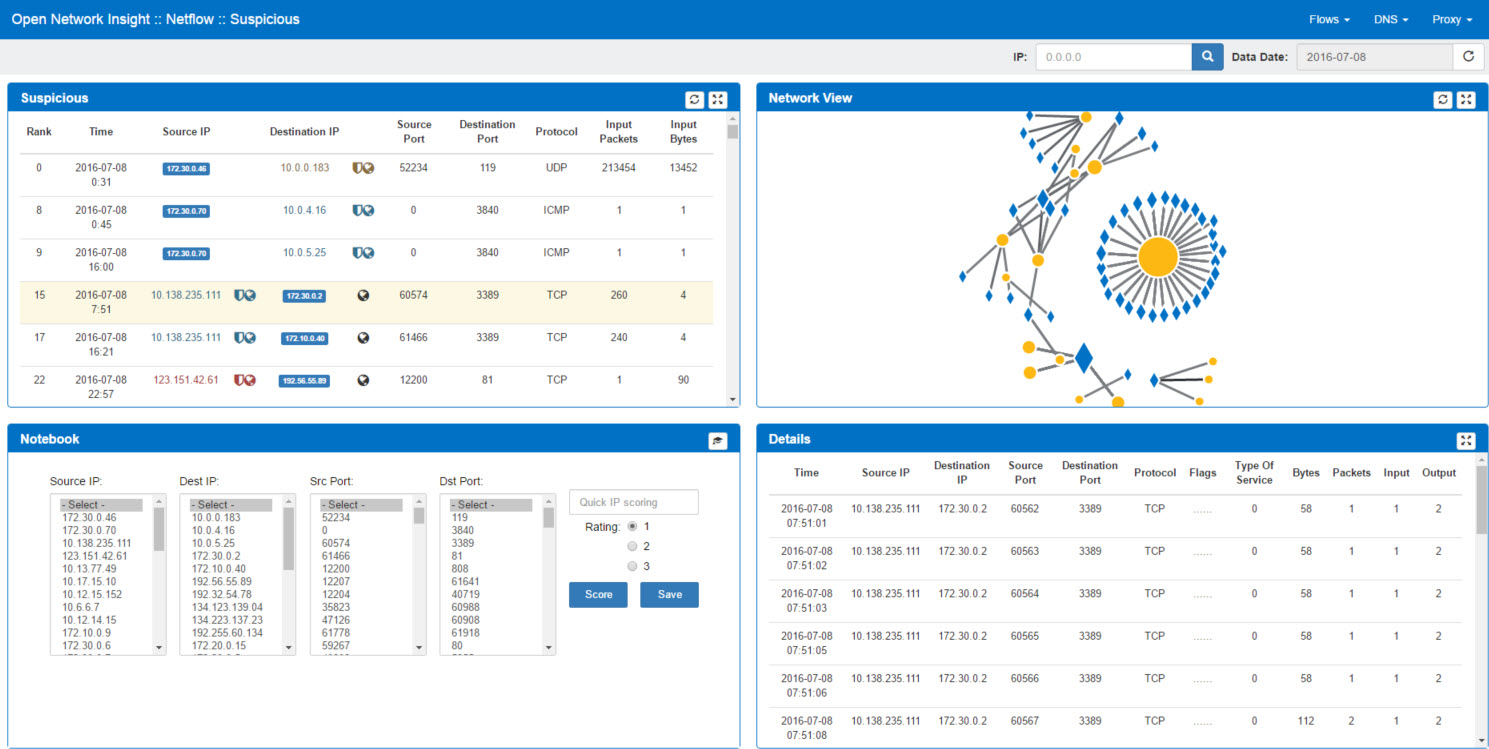 Open Network Insight :: Netflow :: Suspicious
Flows DNS Proxy
IP: 0.0.0.0 Data Date: 2016-07-08
Suspicious
Rank Time Source IP Destination IP Source Port Destination Port Protocol Input Packets Input Bytes
0 2016-07-08 0:31 172.30.0.46 10.0.0.183 52234 119 UDP 213454 13452
8 2016-07-08 0:45 172.30.0.70 10.0.4.16 0 3840 ICMP 1 1
9 2016-07-08 16:00 172.30.0.70 10.0.5.25 0 3840 ICMP 1 1
15 2016-07-08 7:51 10.138.235.111 172.30.0.2 60574 3389 TCP 260 4
17 2016-07-08 16:21 10.138.235.111 172.10.0.40 61466 3389 TCP 240 4
22 2016-07-08 22:57 123.151.42.61 192.56.55.89 12200 81 TCP 1 90
Network View
Notebook
Source IP:
- Select -
172.30.0.46
172.30.0.70
10.138.235.111
123.151.42.61
10.13.77.49
10.17.15.10
10.12.15.152
10.6.6.7
10.12.14.15
172.10.0.9
172.30.0.6
Dest IP:
- Select -
10.0.0.183
10.0.4.16
10.0.5.25
172.30.0.2
172.10.0.40
192.56.55.89
192.32.54.78
134.123.139.04
134.223.137.23
192.255.60.134
172.20.0.15
Src Port:
- Select -
52234
0
60574
61466
12200
12207
12204
35823
47126
61778
59267
Dst Port:
- Select -
119
3840
3389
81
808
61641
40719
60988
60908
61918
80
Quick IP scoring
Rating: 1
2
3
Score Save
Details
Time Source IP Destination IP Source Port Destination Port Protocol Flags Type Of Service Bytes Packets Input Output
2016-07-08 07:51:01 10.138.235.111 172.30.0.2 60562 3389 TCP ...... 0 58 1 1 2
2016-07-08 07:51:02 10.138.235.111 172.30.0.2 60563 3389 TCP ...... 0 58 1 1 2
2016-07-08 07:51:03 10.138.235.111 172.30.0.2 60564 3389 TCP ...... 0 58 1 1 2
2016-07-08 07:51:05 10.138.235.111 172.30.0.2 60565 3389 TCP ...... 0 58 1 1 2
2016-07-08 07:51:06 10.138.235.111 172.30.0.2 60566 3389 TCP ...... 0 58 1 1 2
2016-07-08 07:51:08 10.138.235.111 172.30.0.2 60567 3389 TCP ...... 0 112 2 1 2